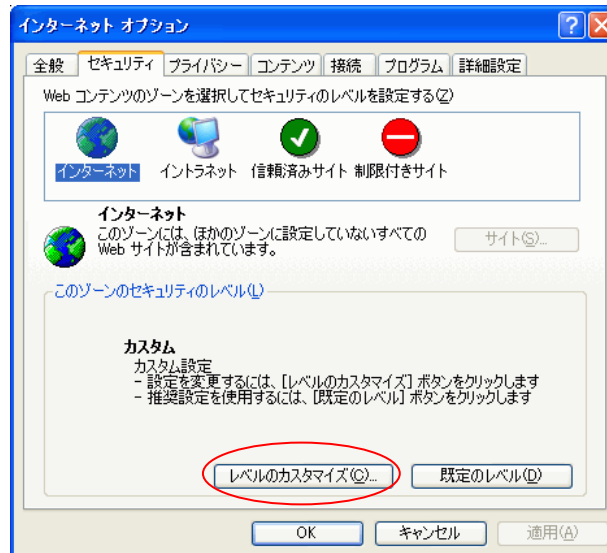 インターネット オプション
全般 セキュリティ プライバシー コンテンツ 接続 プログラム 詳細設定
Web コンテンツのゾーンを選択してセキュリティのレベルを設定する(Z)
インターネット イントラネット 信頼済みサイト 制限付きサイト
インターネット
このゾーンには、ほかのゾーンに設定していないすべての
Web サイトが含まれています。
サイト(S)...
このゾーンのセキュリティのレベル(L)
カスタム
カスタム設定
- 設定を変更するには、[レベルのカスタマイズ] ボタンをクリックします
- 推奨設定を使用するには、[既定のレベル] ボタンをクリックします
レベルのカスタマイズ(C)... 既定のレベル(D)
OK キャンセル 適用(A)